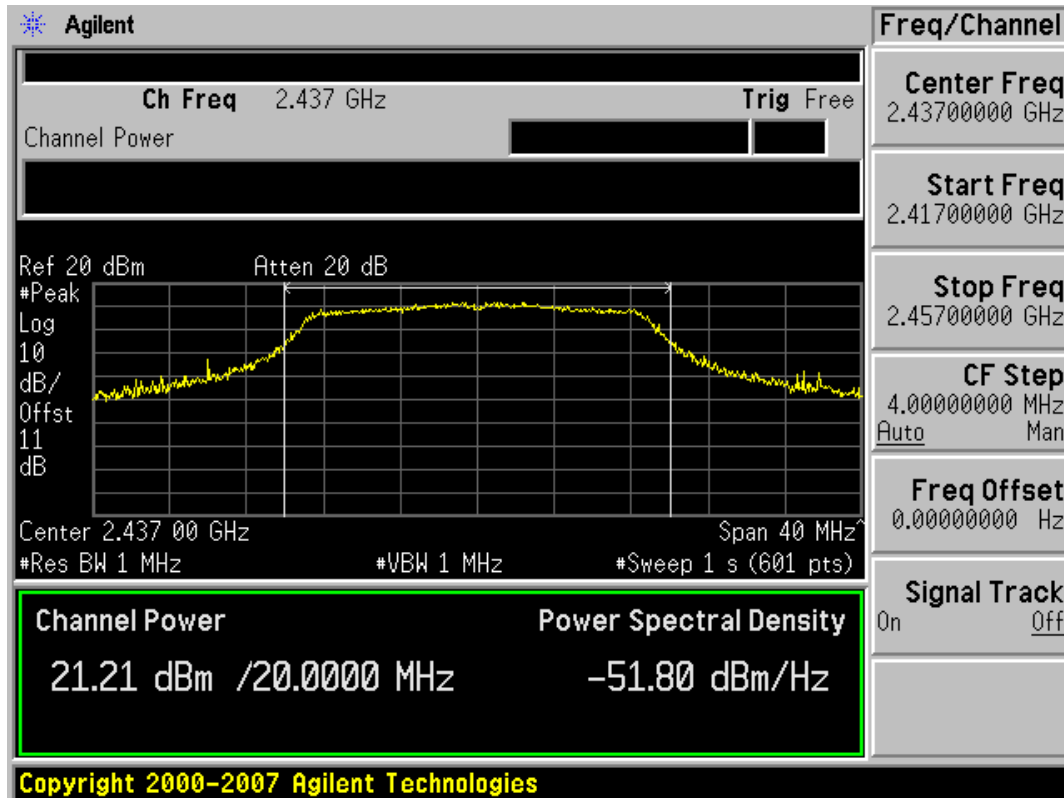 Agilent
Freq/Channel
Ch Freq 2.437 GHz Trig Free
Channel Power
Ref 20 dBm Atten 20 dB
#Peak
Log
10
dB/
Offst
11
dB
Center 2.437 00 GHz Span 40 MHz^
#Res BW 1 MHz #VBW 1 MHz #Sweep 1 s (601 pts)
Channel Power Power Spectral Density
21.21 dBm /20.0000 MHz -51.80 dBm/Hz
Copyright 2000-2007 Agilent Technologies
Center Freq
2.43700000 GHz
Start Freq
2.41700000 GHz
Stop Freq
2.45700000 GHz
CF Step
4.00000000 MHz
Auto Man
Freq Offset
0.00000000 Hz
Signal Track
On Off